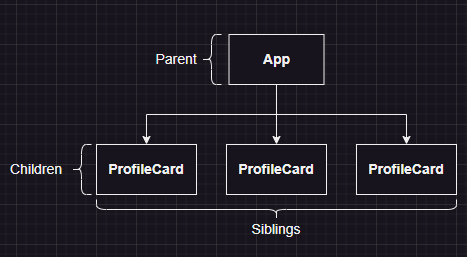 Parent
App
Children
ProfileCard
ProfileCard
ProfileCard
Siblings